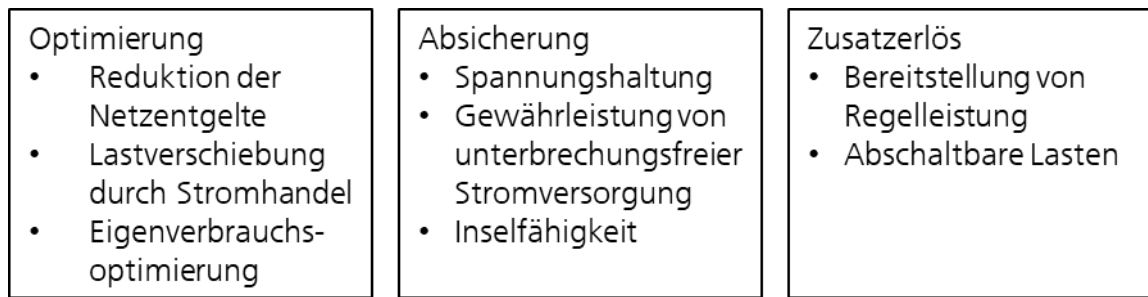 Optimierung
• Reduktion der
Netzentgelte
• Lastverschiebung
durch Stromhandel
• Eigenverbrauchs-
optimierung
Absicherung
• Spannungshaltung
• Gewährleistung von
unterbrechungsfreier
Stromversorgung
• Inselfähigkeit
Zusatzerlös
• Bereitstellung von
Regelleistung
• Abschaltbare Lasten